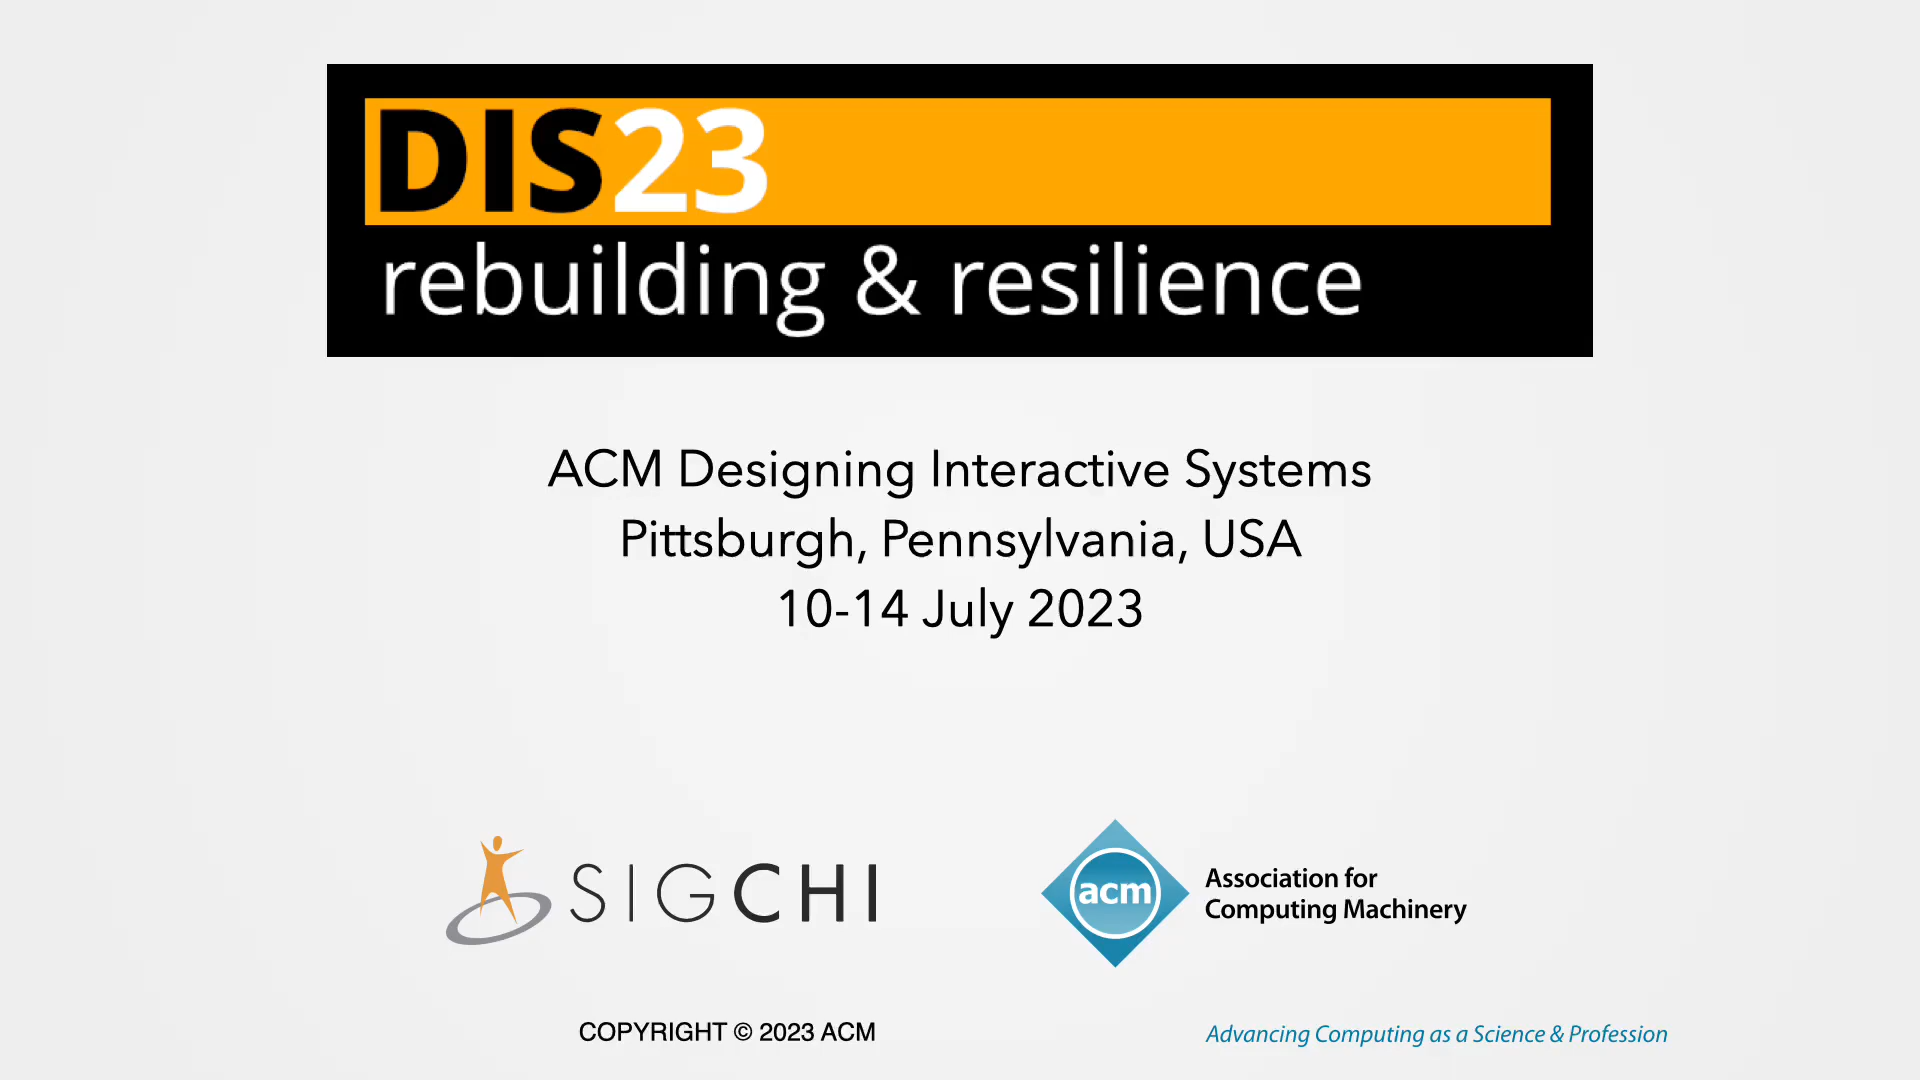 DIS23
rebuilding & resilience
ACM Designing Interactive Systems
Pittsburgh, Pennsylvania, USA
10-14 July 2023
SIGCHI
acm
Association for
Computing Machinery
COPYRIGHT © 2023 ACM
Advancing Computing as a Science & Profession